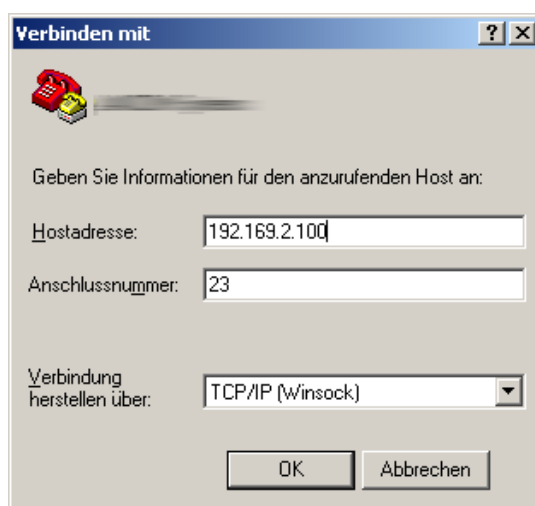 Verbinden mit
Geben Sie Informationen für den anzurufenden Host an:
Hostadresse: 192.169.2.100
Anschlussnummer: 23
Verbindung
herstellen über: TCP/IP (Winsock)
OK Abbrechen